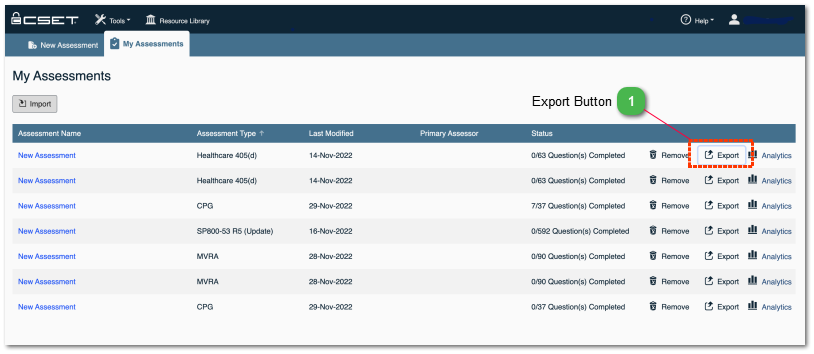 CSET Tools Resource Library Help
New Assessment My Assessments
My Assessments
Import Export Button 1
Assessment Name Assessment Type ↑ Last Modified Primary Assessor Status
New Assessment Healthcare 405(d) 14-Nov-2022 0/63 Question(s) Completed Remove Export Analytics
New Assessment Healthcare 405(d) 14-Nov-2022 0/63 Question(s) Completed Remove Export Analytics
New Assessment CPG 29-Nov-2022 7/37 Question(s) Completed Remove Export Analytics
New Assessment SP800-53 R5 (Update) 16-Nov-2022 0/592 Question(s) Completed Remove Export Analytics
New Assessment MVRA 28-Nov-2022 0/90 Question(s) Completed Remove Export Analytics
New Assessment MVRA 28-Nov-2022 0/90 Question(s) Completed Remove Export Analytics
New Assessment CPG 29-Nov-2022 0/37 Question(s) Completed Remove Export Analytics